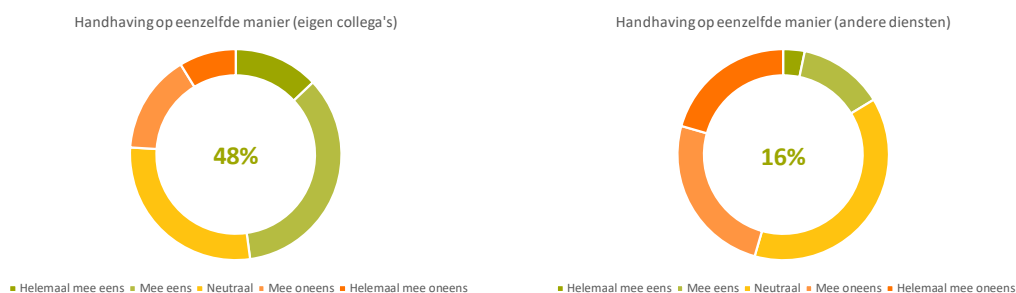 Handhaving op eenzelfde manier (eigen collega's)
48%
Helemaal mee eens Mee eens Neutraal Mee oneens Helemaal mee oneens
Handhaving op eenzelfde manier (andere diensten)
16%
Helemaal mee eens Mee eens Neutraal Mee oneens Helemaal mee oneens